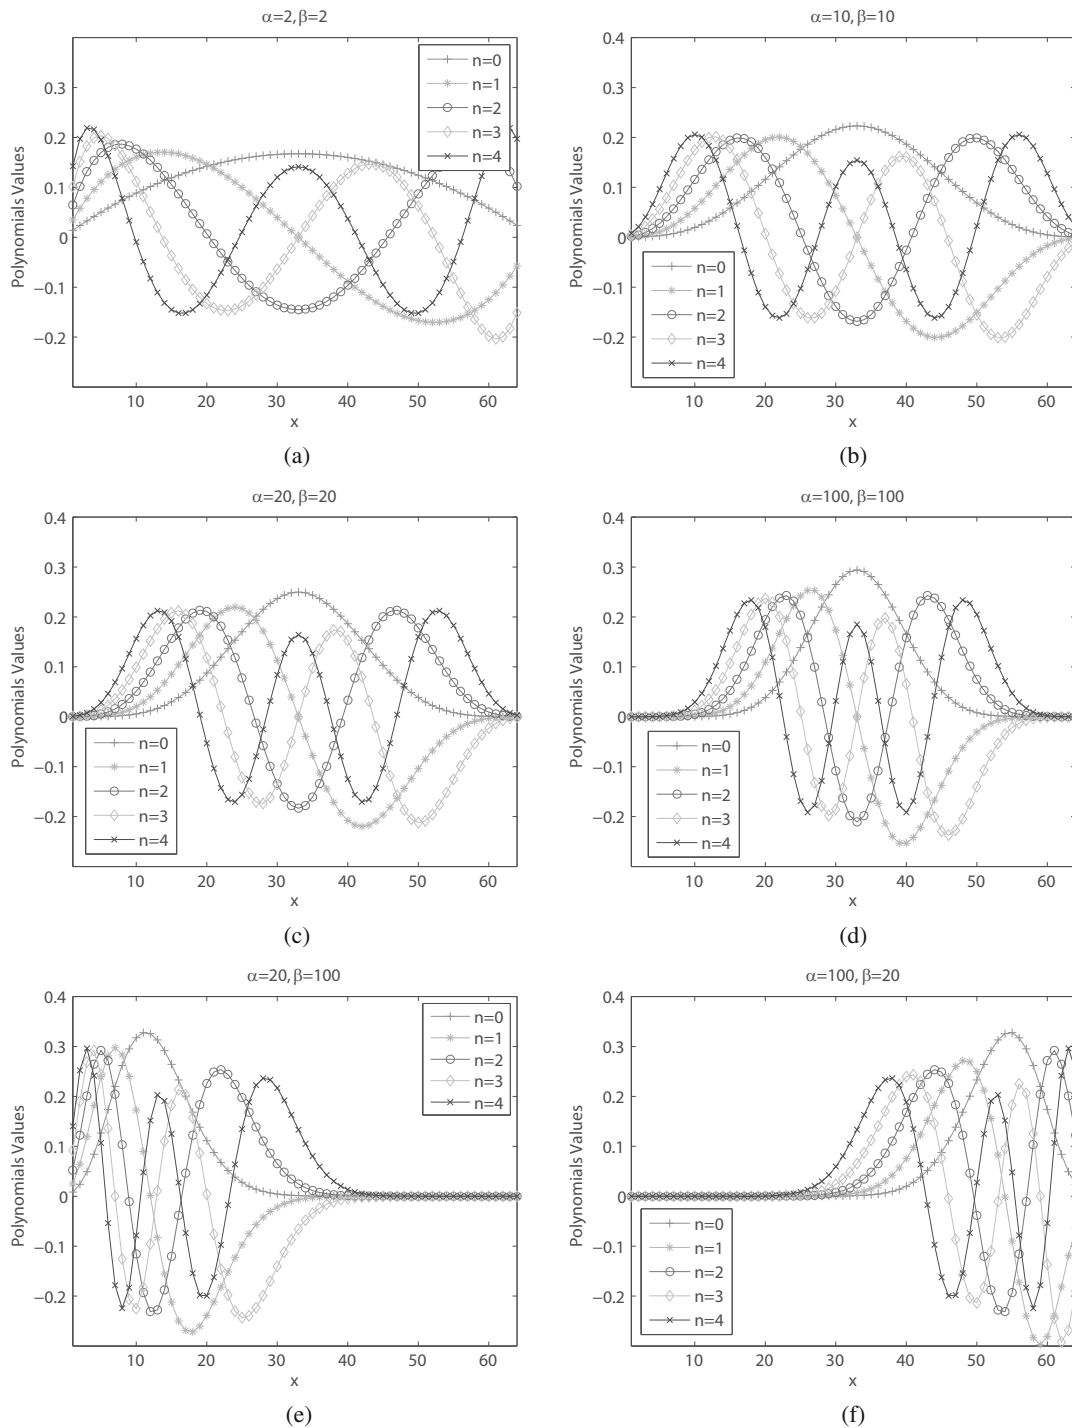 α=2, β=2
0.4
0.3
0.2
0.1
0
−0.1
−0.2
Polynomials Values
n=0
n=1
n=2
n=3
n=4
10 20 30 40 50 60
x
(a)
α=10, β=10
0.4
0.3
0.2
0.1
0
−0.1
−0.2
Polynomials Values
n=0
n=1
n=2
n=3
n=4
10 20 30 40 50 60
x
(b)
α=20, β=20
0.4
0.3
0.2
0.1
0
−0.1
−0.2
Polynomials Values
n=0
n=1
n=2
n=3
n=4
10 20 30 40 50 60
x
(c)
α=100, β=100
0.4
0.3
0.2
0.1
0
−0.1
−0.2
Polynomials Values
n=0
n=1
n=2
n=3
n=4
10 20 30 40 50 60
x
(d)
α=20, β=100
0.4
0.3
0.2
0.1
0
−0.1
−0.2
Polynomials Values
n=0
n=1
n=2
n=3
n=4
10 20 30 40 50 60
x
(e)
α=100, β=20
0.4
0.3
0.2
0.1
0
−0.1
−0.2
Polynomials Values
n=0
n=1
n=2
n=3
n=4
10 20 30 40 50 60
x
(f)